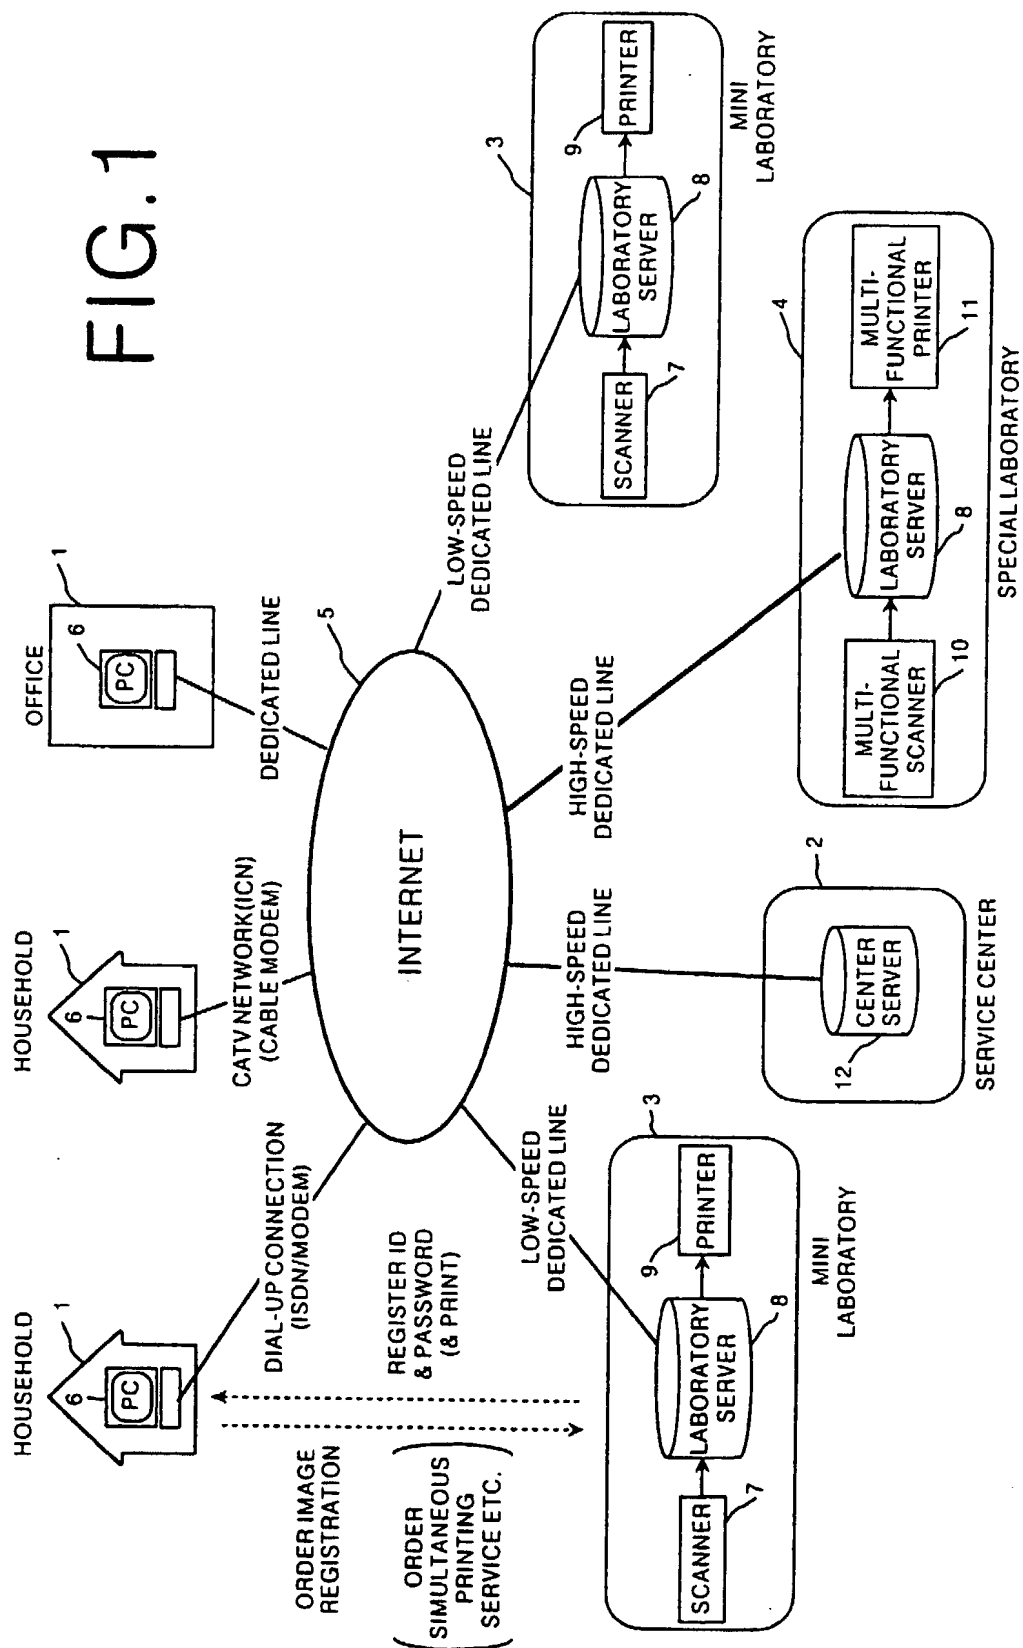 FIG.1
HOUSEHOLD
1
6
PC
HOUSEHOLD
1
6
PC
OFFICE
1
6
PC
DIAL-UP CONNECTION
(ISDN/MODEM)
CATV NETWORK(ICN)
(CABLE MODEM)
DEDICATED LINE
5
INTERNET
ORDER IMAGE
REGISTRATION
(ORDER
SIMULTANEOUS
PRINTING
SERVICE ETC.)
REGISTER ID
& PASSWORD
(& PRINT)
LOW-SPEED
DEDICATED LINE
HIGH-SPEED
DEDICATED LINE
HIGH-SPEED
DEDICATED LINE
LOW-SPEED
DEDICATED LINE
3
SCANNER
7
LABORATORY
SERVER
8
9
PRINTER
MINI
LABORATORY
2
CENTER
SERVER
12
SERVICE CENTER
4
MULTI-
FUNCTIONAL
SCANNER
10
LABORATORY
SERVER
8
MULTI-
FUNCTIONAL
PRINTER
11
SPECIAL LABORATORY
3
SCANNER
7
LABORATORY
SERVER
8
9
PRINTER
MINI
LABORATORY